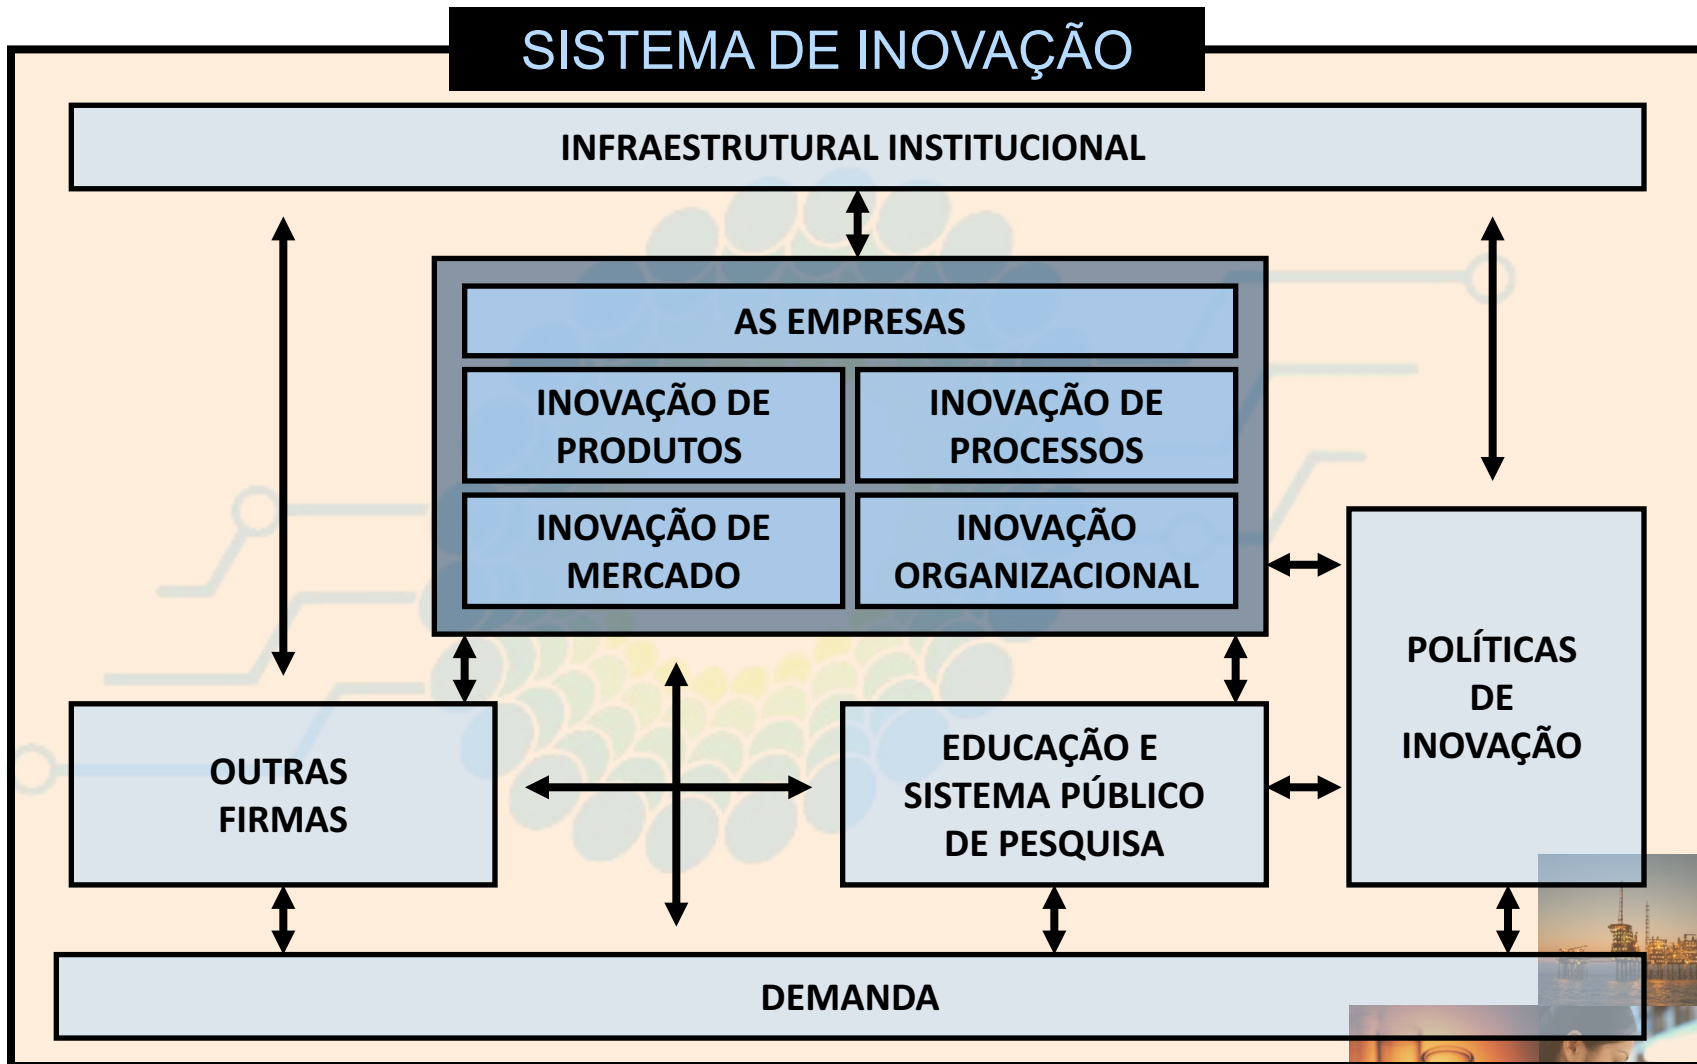 SISTEMA DE INOVAÇÃO
INFRAESTRUTURAL INSTITUCIONAL
AS EMPRESAS
INOVAÇÃO DE
PRODUTOS
INOVAÇÃO DE
PROCESSOS
INOVAÇÃO DE
MERCADO
INOVAÇÃO
ORGANIZACIONAL
POLÍTICAS
DE
INOVAÇÃO
OUTRAS
FIRMAS
EDUCAÇÃO E
SISTEMA PÚBLICO
DE PESQUISA
DEMANDA